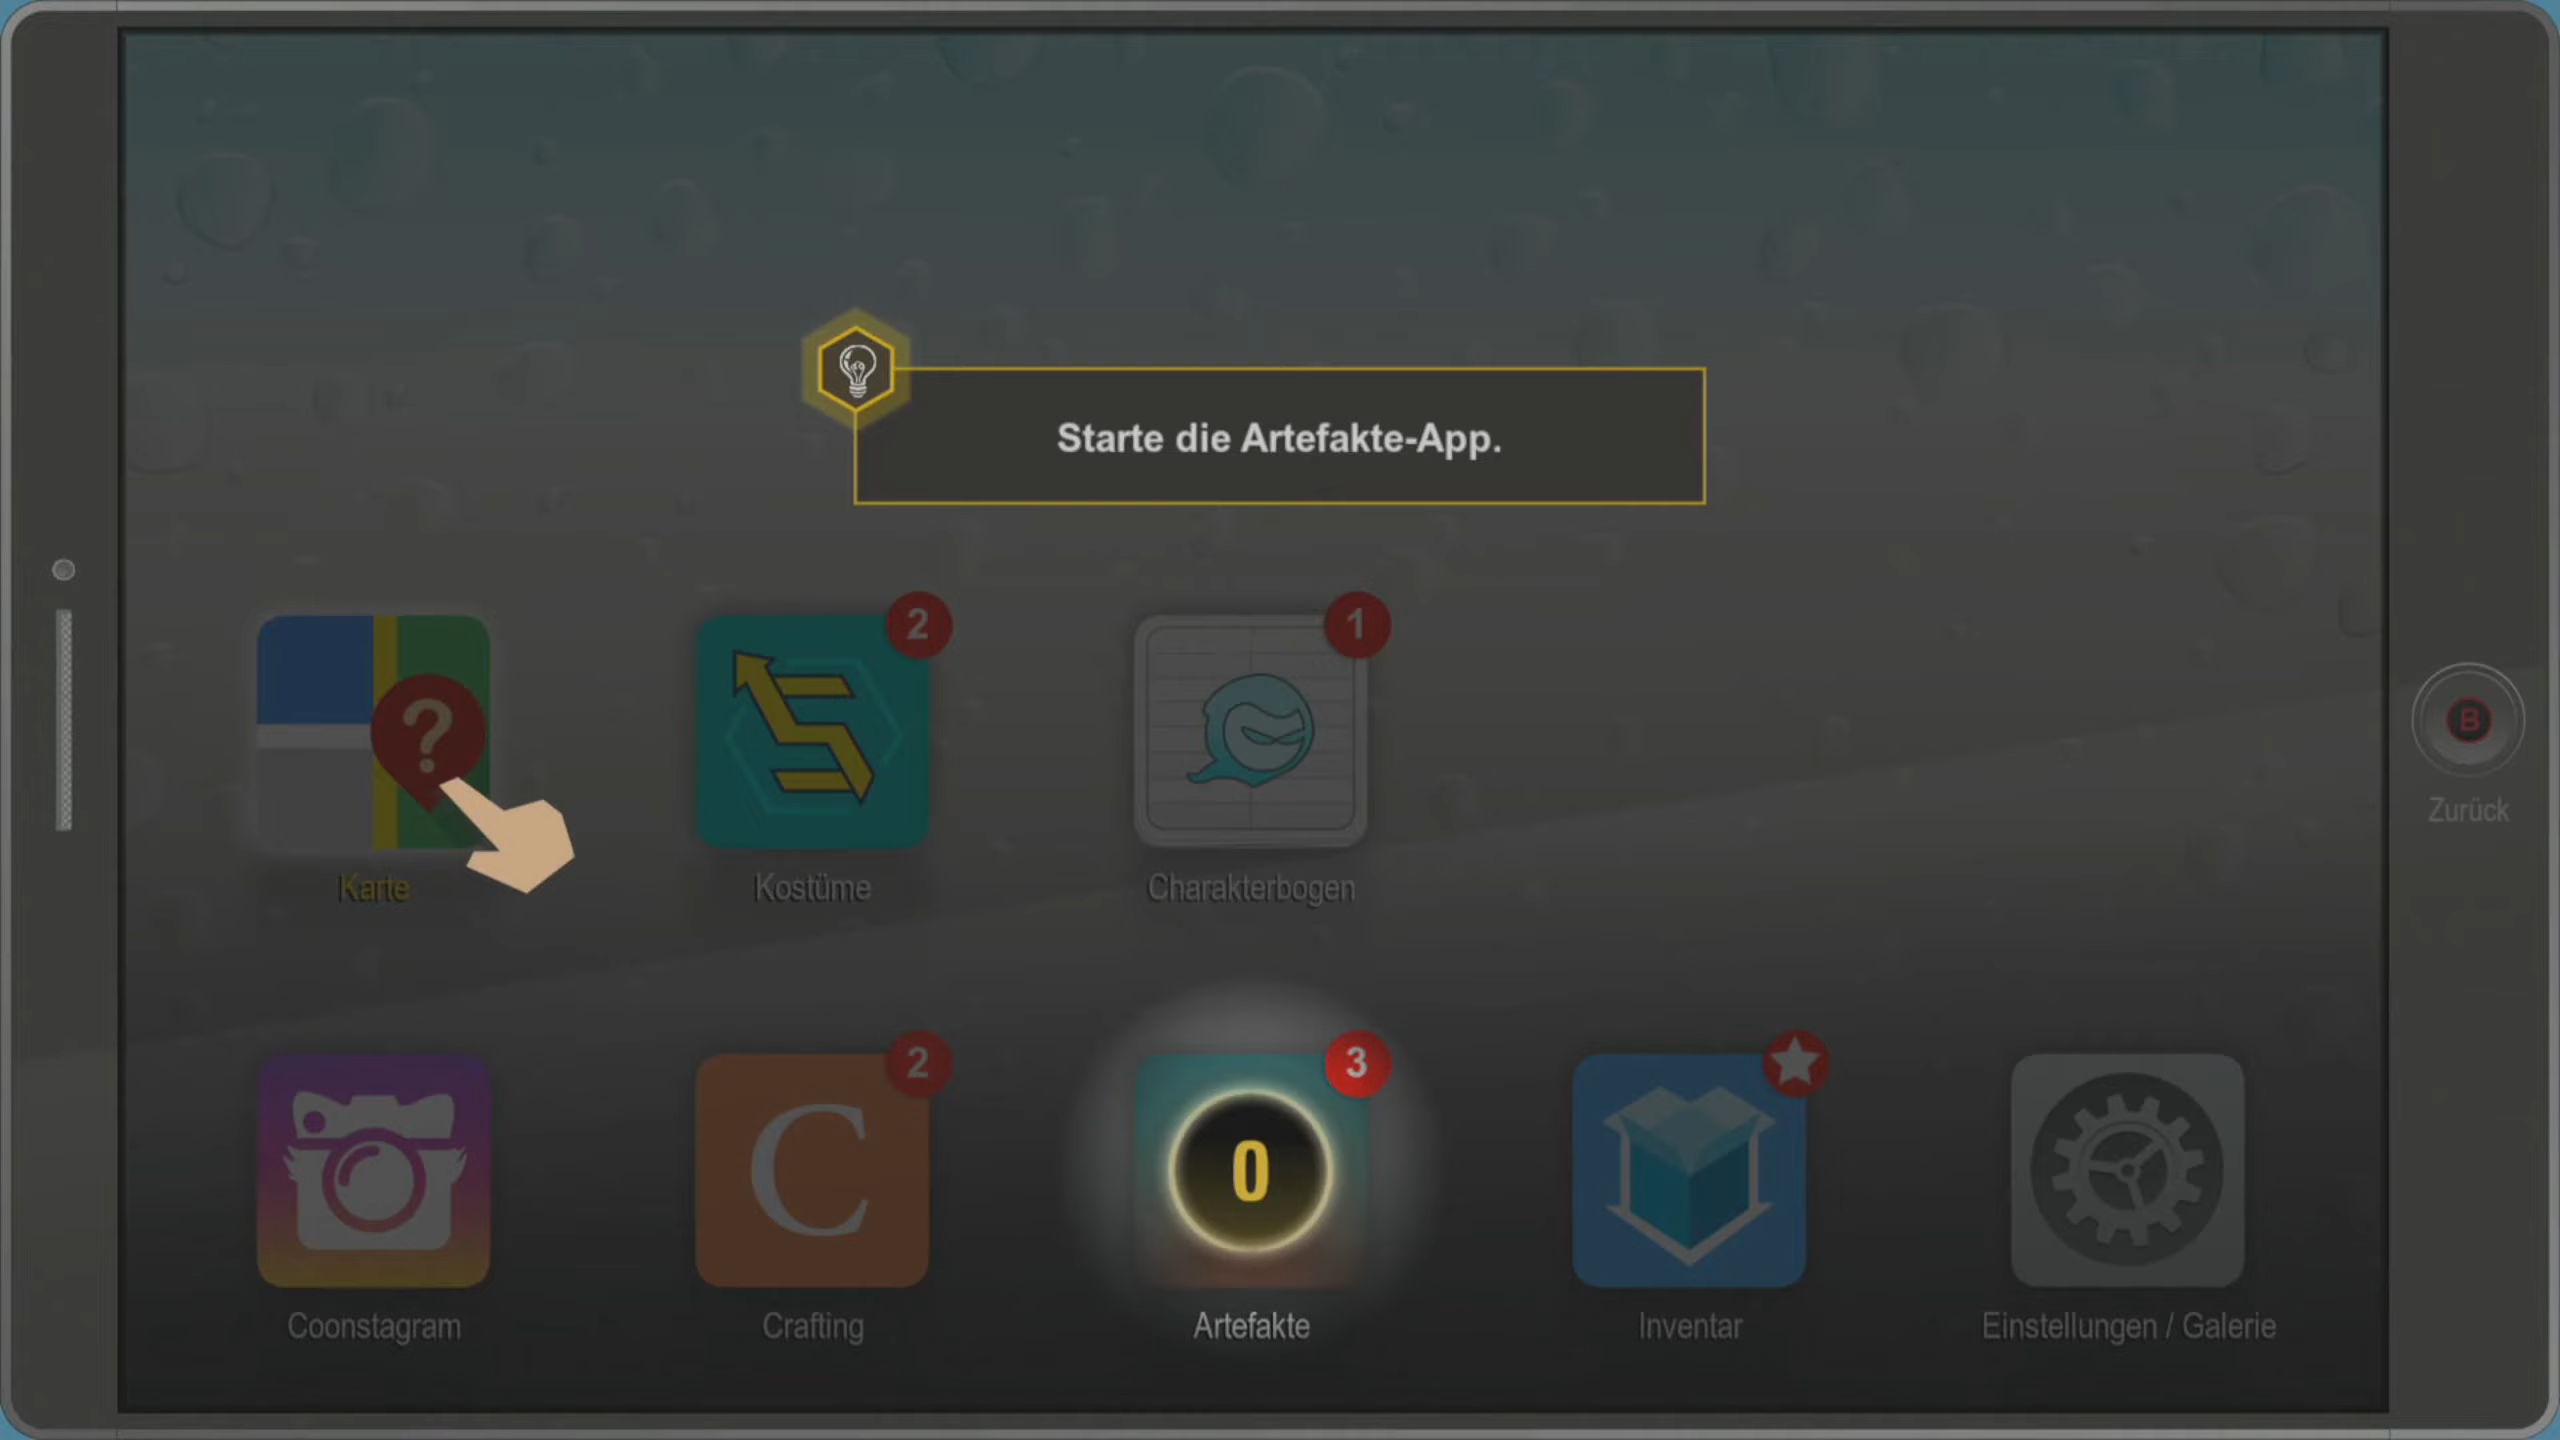 Starte die Artefakte-App.
?
2
1
B
Zurück
Karte
Kostüme
Charakterbogen
2
3
C
0
Coonstagram
Crafting
Artefakte
Inventar
Einstellungen / Galerie